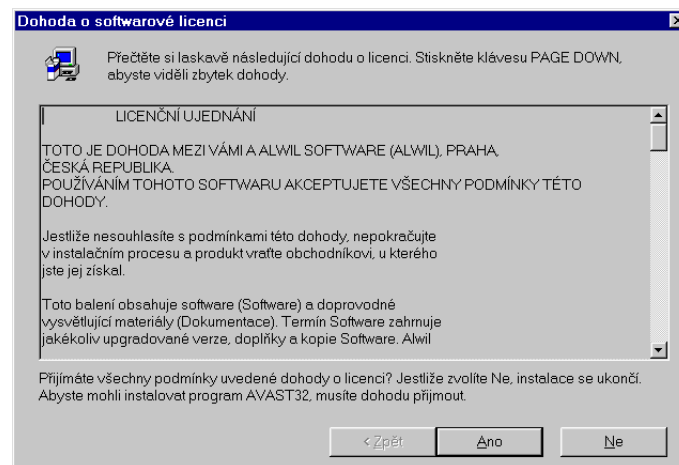 Dohoda o softwarové licenci
Přečtěte si laskavě následující dohodu o licenci. Stiskněte klávesu PAGE DOWN,
abyste viděli zbytek dohody.
LICENČNÍ UJEDNÁNÍ
TOTO JE DOHODA MEZI VÁMI A ALWIL SOFTWARE (ALWIL), PRAHA,
ČESKÁ REPUBLIKA.
POUŽÍVÁNÍM TOHOTO SOFTWARU AKCEPTUJETE VŠECHNY PODMÍNKY TÉTO
DOHODY.
Jestliže nesouhlasíte s podmínkami této dohody, nepokračujte
v instalačním procesu a produkt vraťte obchodníkovi, u kterého
jste jej získal.
Toto balení obsahuje software (Software) a doprovodné
vysvětlující materiály (Dokumentace). Termín Software zahrnuje
jakékoliv upgradované verze, doplňky a kopie Software. Alwil
Přijímáte všechny podmínky uvedené dohody o licenci? Jestliže zvolíte Ne, instalace se ukončí.
Abyste mohli instalovat program AVAST32, musíte dohodu přijmout.
< Zpět Ano Ne